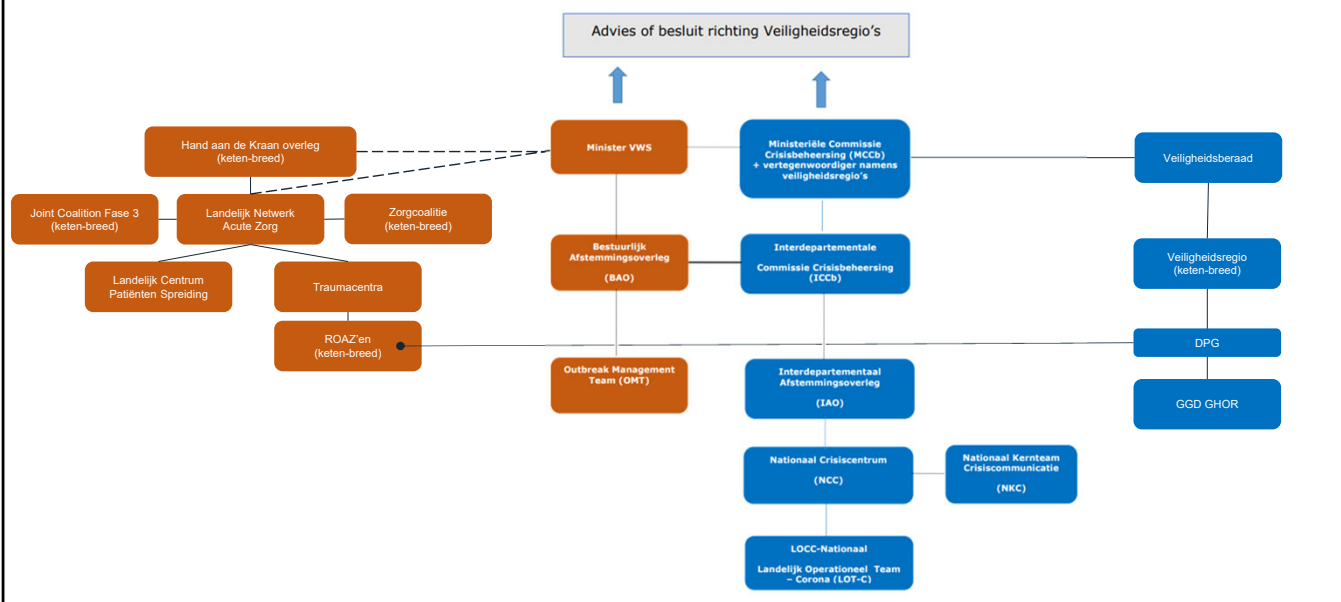 Advies of besluit richting Veiligheidsregio's
Hand aan de Kraan overleg
(keten-breed)
Minister VWS
Ministeriële Commissie
Crisisbeheersing (MCCb)
+ vertegenwoordiger namens
veiligheidsregio's
Veiligheidsberaad
Joint Coalition Fase 3
(keten-breed)
Landelijk Netwerk
Acute Zorg
Zorgcoalitie
(keten-breed)
Bestuurlijk
Afstemmingsoverleg
(BAO)
Interdepartementale
Commissie Crisisbeheersing
(ICCb)
Veiligheidsregio
(keten-breed)
Landelijk Centrum
Patiënten Spreiding
Traumacentra
ROAZ'en
(keten-breed)
DPG
Outbreak Management
Team (OMT)
Interdepartementaal
Afstemmingsoverleg
(IAO)
GGD GHOR
Nationaal Crisiscentrum
(NCC)
Nationaal Kernteam
Crisiscommunicatie
(NKC)
LOCC-Nationaal
Landelijk Operationeel Team
– Corona (LOT-C)